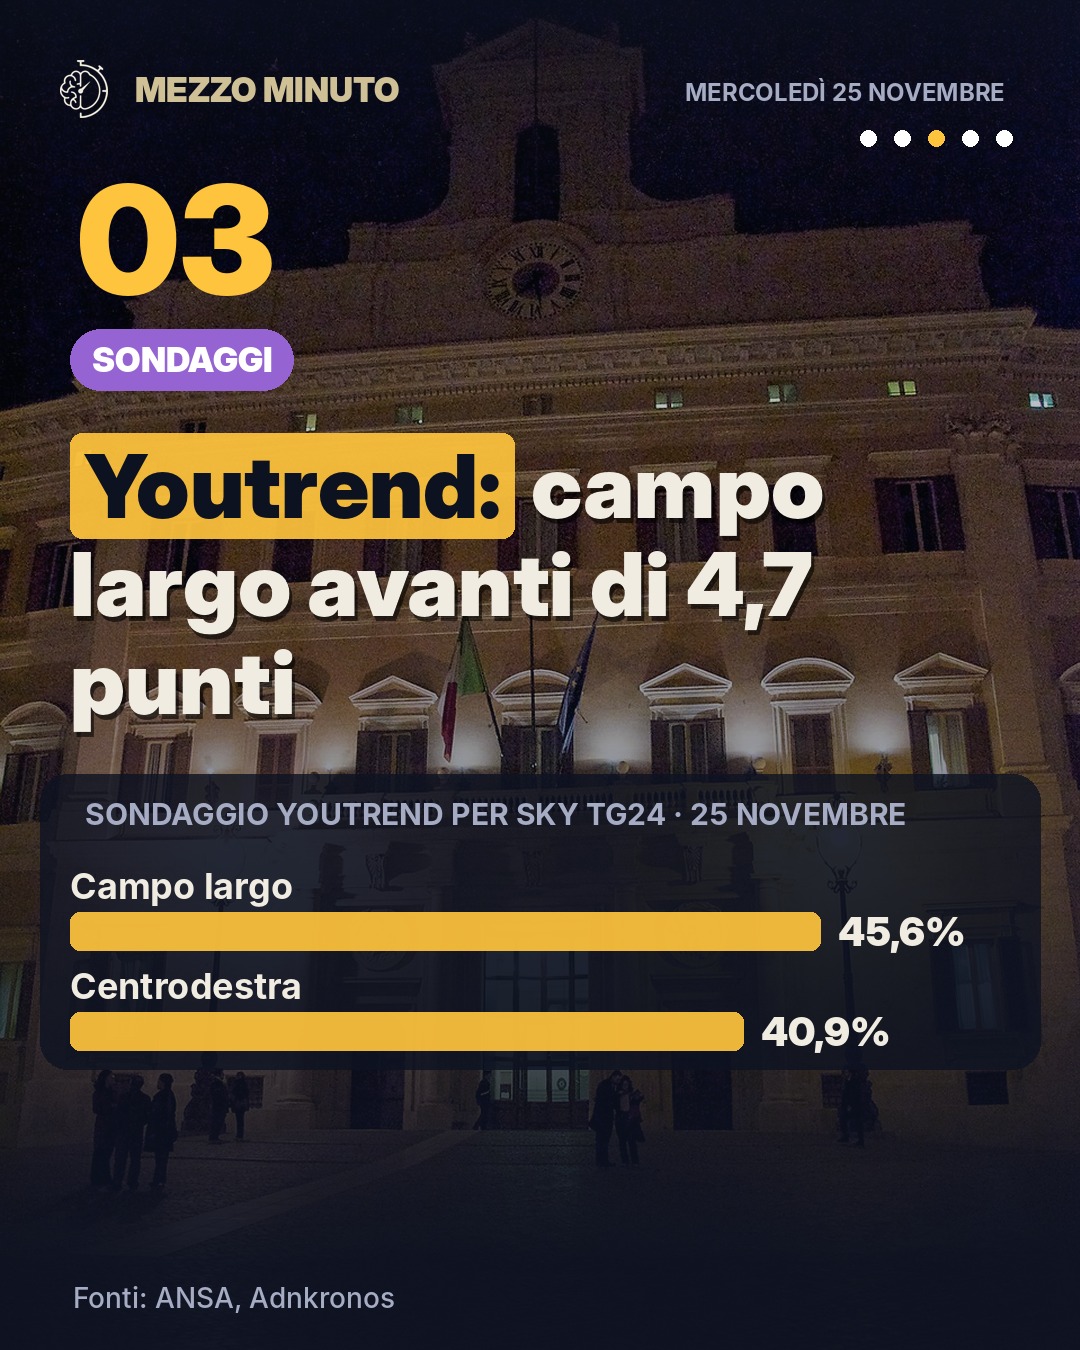 MEZZO MINUTO
MERCOLEDÌ 25 NOVEMBRE
03
SONDAGGI
Youtrend: campo
largo avanti di 4,7
punti
SONDAGGIO YOUTREND PER SKY TG24 · 25 NOVEMBRE
Campo largo
45,6%
Centrodestra
40,9%
Fonti: ANSA, Adnkronos